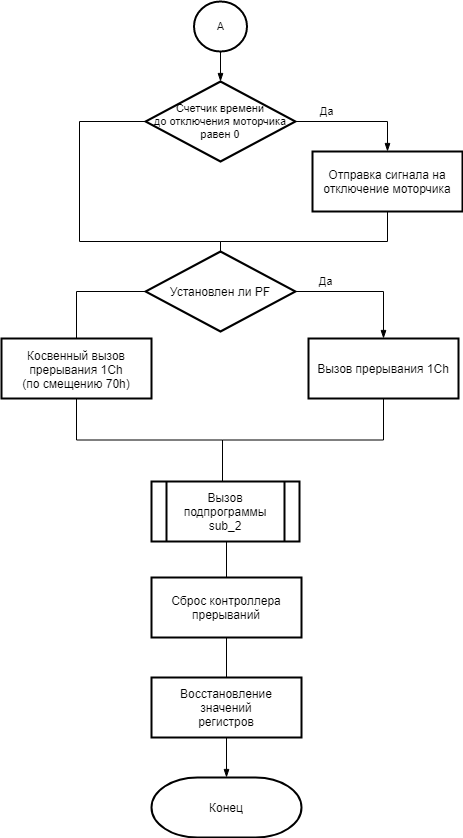 А
Счетчик времени
до отключения моторчика
равен 0
Да
Отправка сигнала на
отключение моторчика
Установлен ли PF
Да
Косвенный вызов
прерывания 1Ch
(по смещению 70h)
Вызов прерывания 1Ch
Вызов
подпрограммы
sub_2
Сброс контроллера
прерываний
Восстановление
значений
регистров
Конец